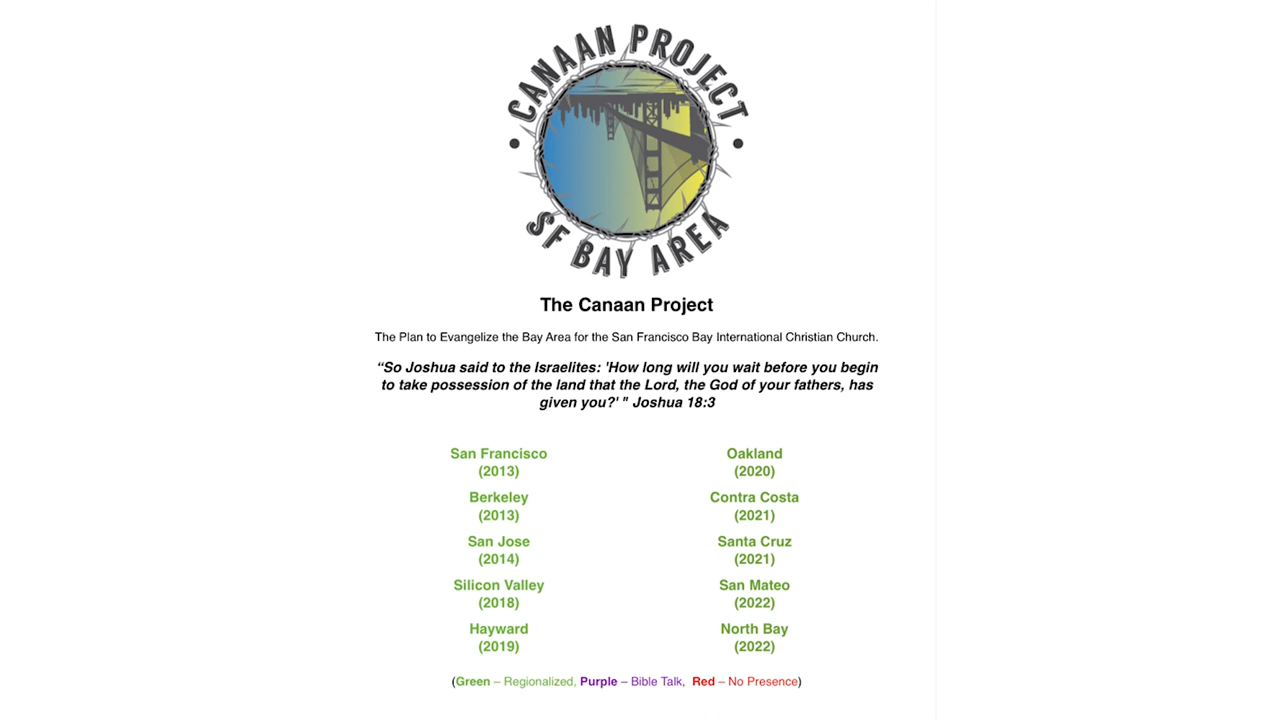 CANAAN PROJECT
SF BAY AREA
The Canaan Project
The Plan to Evangelize the Bay Area for the San Francisco Bay International Christian Church.
“So Joshua said to the Israelites: 'How long will you wait before you begin
to take possession of the land that the Lord, the God of your fathers, has
given you?' " Joshua 18:3
San Francisco
(2013)
Berkeley
(2013)
San Jose
(2014)
Silicon Valley
(2018)
Hayward
(2019)
Oakland
(2020)
Contra Costa
(2021)
Santa Cruz
(2021)
San Mateo
(2022)
North Bay
(2022)
(Green – Regionalized, Purple – Bible Talk, Red – No Presence)